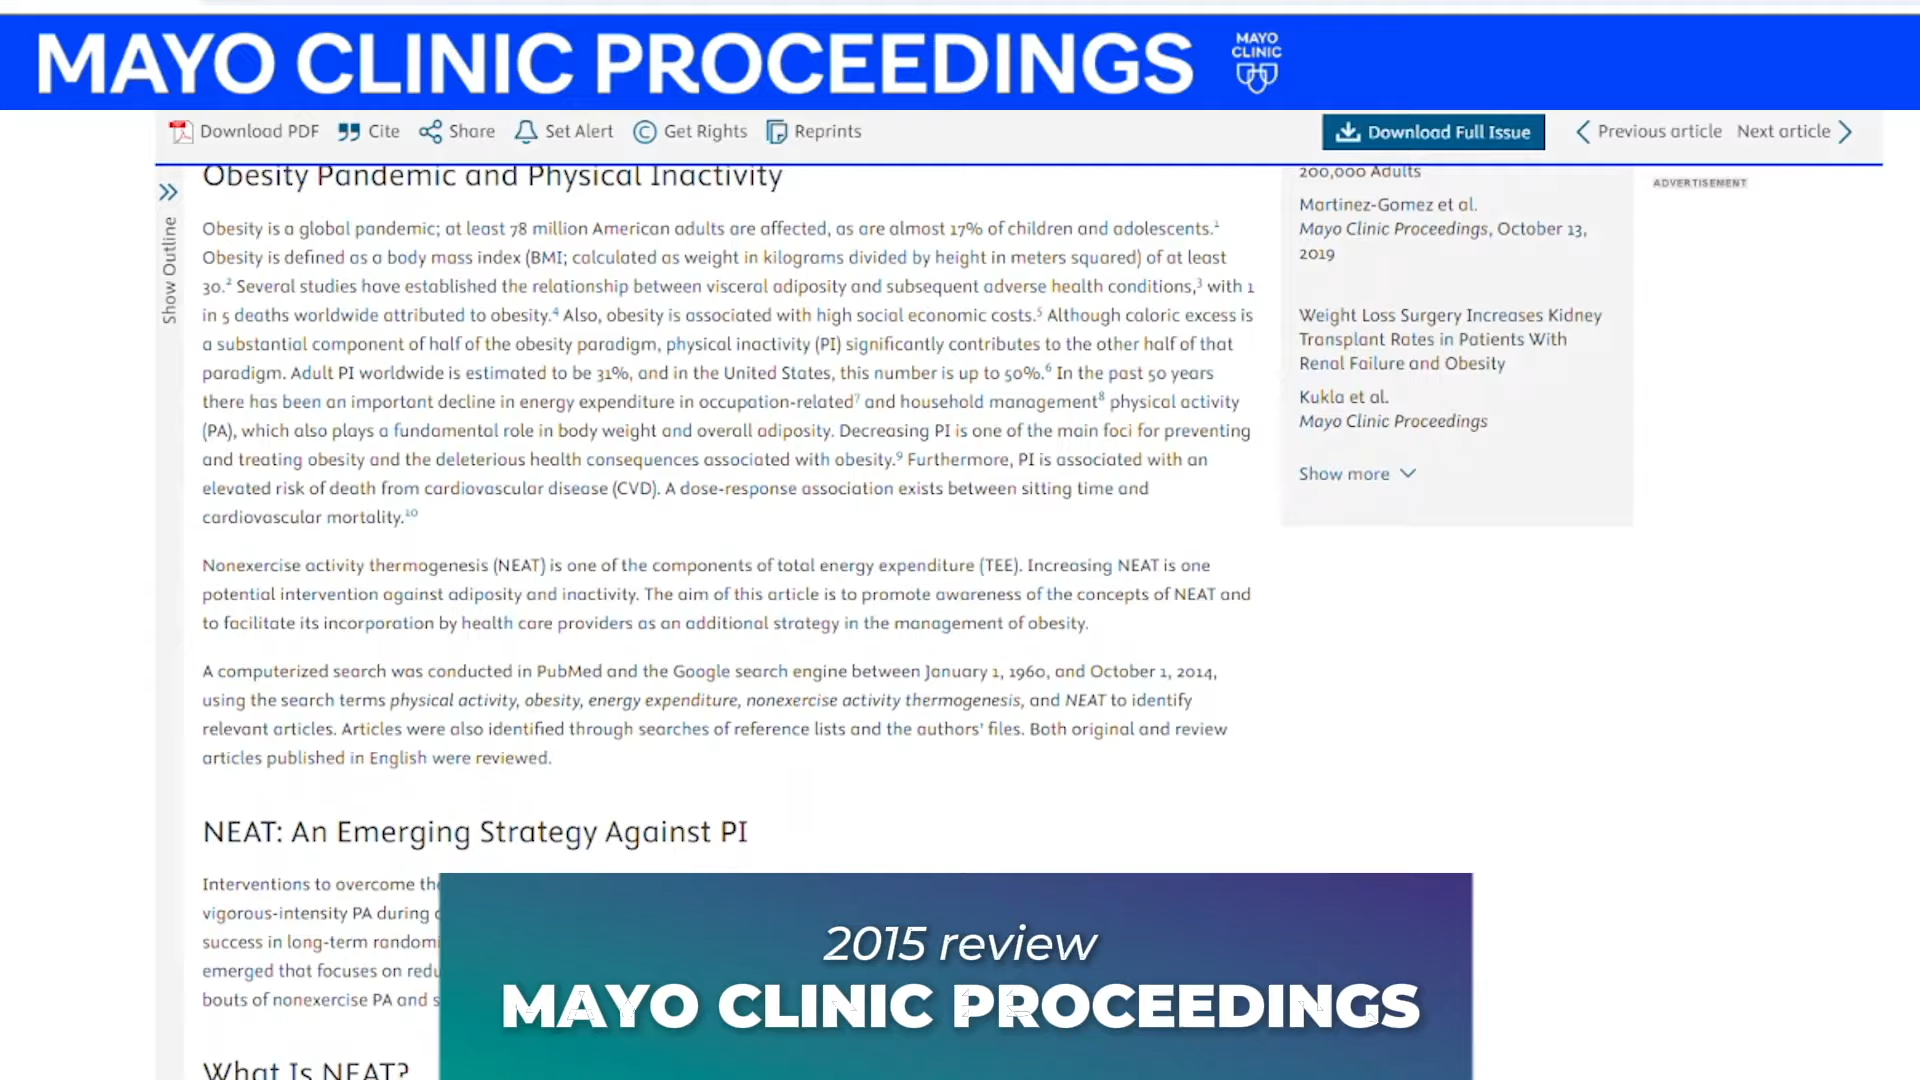 MAYO CLINIC PROCEEDINGS
MAYO
CLINIC
Download PDF
Cite
Share
Set Alert
Get Rights
Reprints
Download Full Issue
Previous article
Next article
Show Outline
Obesity Pandemic and Physical Inactivity
Obesity is a global pandemic; at least 78 million American adults are affected, as are almost 17% of children and adolescents.1
Obesity is defined as a body mass index (BMI; calculated as weight in kilograms divided by height in meters squared) of at least
30.2 Several studies have established the relationship between visceral adiposity and subsequent adverse health conditions,3 with 1
in 5 deaths worldwide attributed to obesity.4 Also, obesity is associated with high social economic costs.5 Although caloric excess is
a substantial component of half of the obesity paradigm, physical inactivity (PI) significantly contributes to the other half of that
paradigm. Adult PI worldwide is estimated to be 31%, and in the United States, this number is up to 50%.6 In the past 50 years
there has been an important decline in energy expenditure in occupation-related7 and household management8 physical activity
(PA), which also plays a fundamental role in body weight and overall adiposity. Decreasing PI is one of the main foci for preventing
and treating obesity and the deleterious health consequences associated with obesity.9 Furthermore, PI is associated with an
elevated risk of death from cardiovascular disease (CVD). A dose-response association exists between sitting time and
cardiovascular mortality.10
Nonexercise activity thermogenesis (NEAT) is one of the components of total energy expenditure (TEE). Increasing NEAT is one
potential intervention against adiposity and inactivity. The aim of this article is to promote awareness of the concepts of NEAT and
to facilitate its incorporation by health care providers as an additional strategy in the management of obesity.
A computerized search was conducted in PubMed and the Google search engine between January 1, 1960, and October 1, 2014,
using the search terms physical activity, obesity, energy expenditure, nonexercise activity thermogenesis, and NEAT to identify
relevant articles. Articles were also identified through searches of reference lists and the authors' files. Both original and review
articles published in English were reviewed.
NEAT: An Emerging Strategy Against PI
Interventions to overcome the
vigorous-intensity PA during
success in long-term randomi
emerged that focuses on redu
bouts of nonexercise PA and s
What Is NEAT?
200,000 Adults
Martinez-Gomez et al.
Mayo Clinic Proceedings, October 13,
2019
Weight Loss Surgery Increases Kidney
Transplant Rates in Patients With
Renal Failure and Obesity
Kukla et al.
Mayo Clinic Proceedings
Show more
ADVERTISEMENT
2015 review
MAYO CLINIC PROCEEDINGS